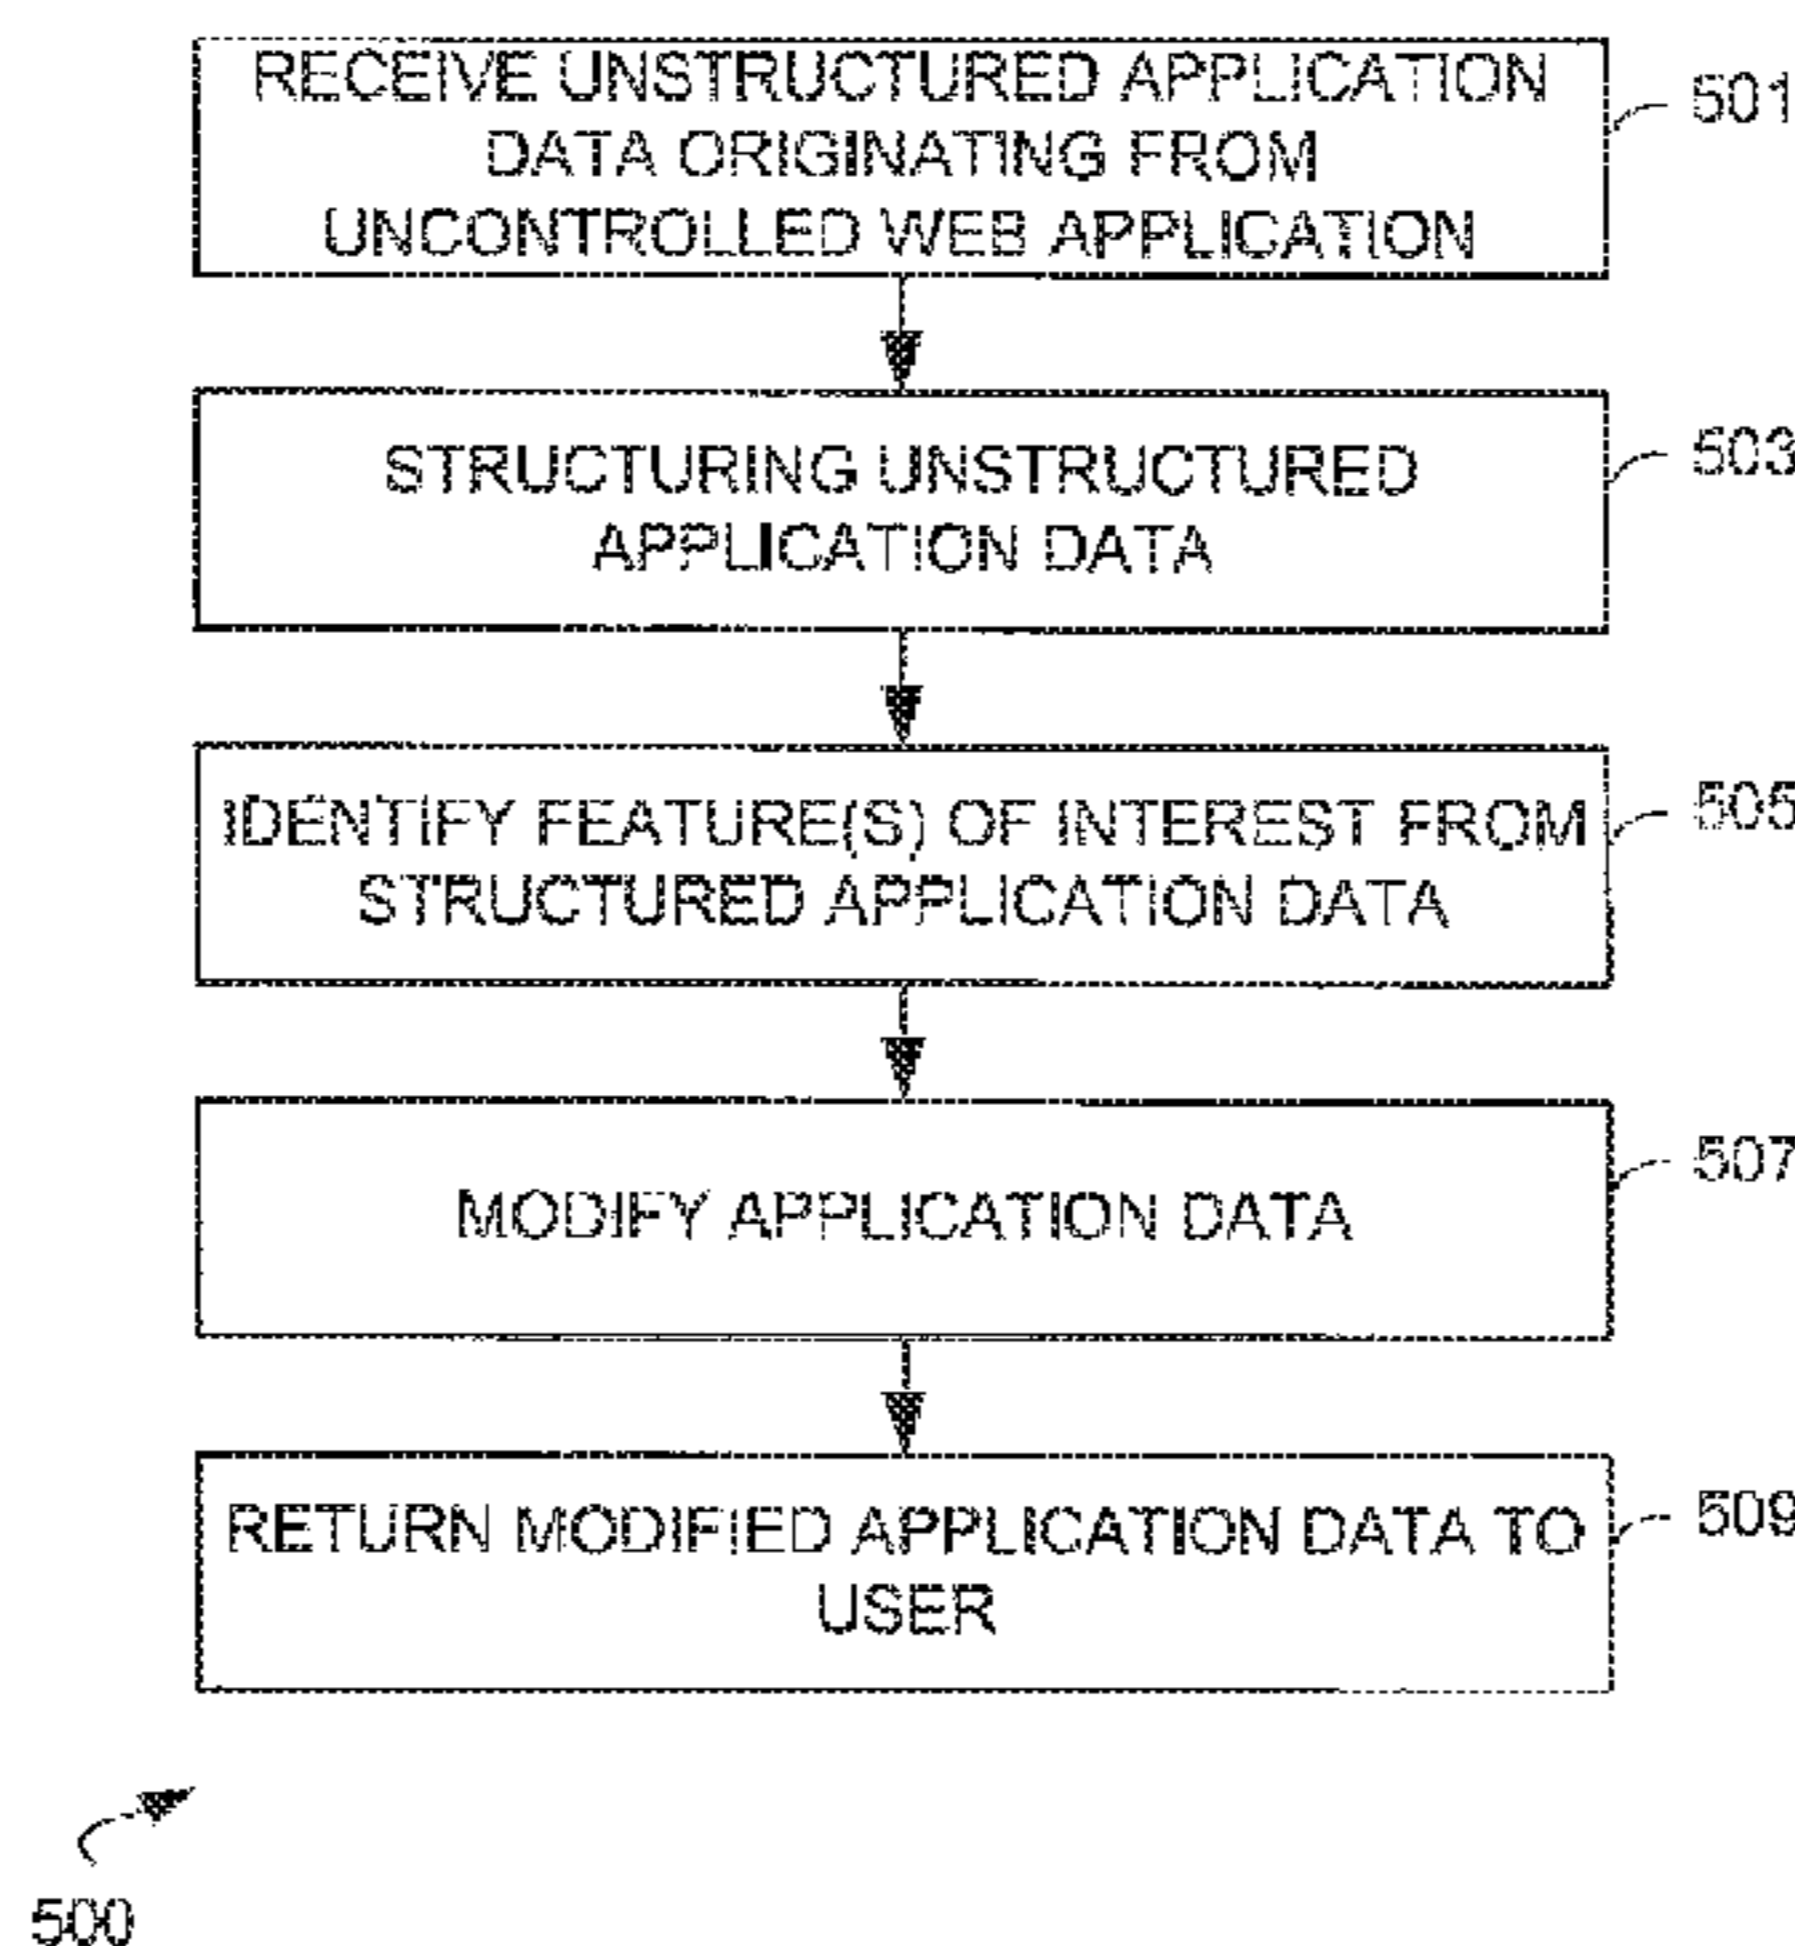 RECEIVE UNSTRUCTURED APPLICATION
DATA ORIGINATING FROM
UNCONTROLLED WEB APPLICATION
501
STRUCTURING UNSTRUCTURED
APPLICATION DATA
503
IDENTIFY FEATURE(S) OF INTEREST FROM
STRUCTURED APPLICATION DATA
505
MODIFY APPLICATION DATA
507
RETURN MODIFIED APPLICATION DATA TO
USER
509
500